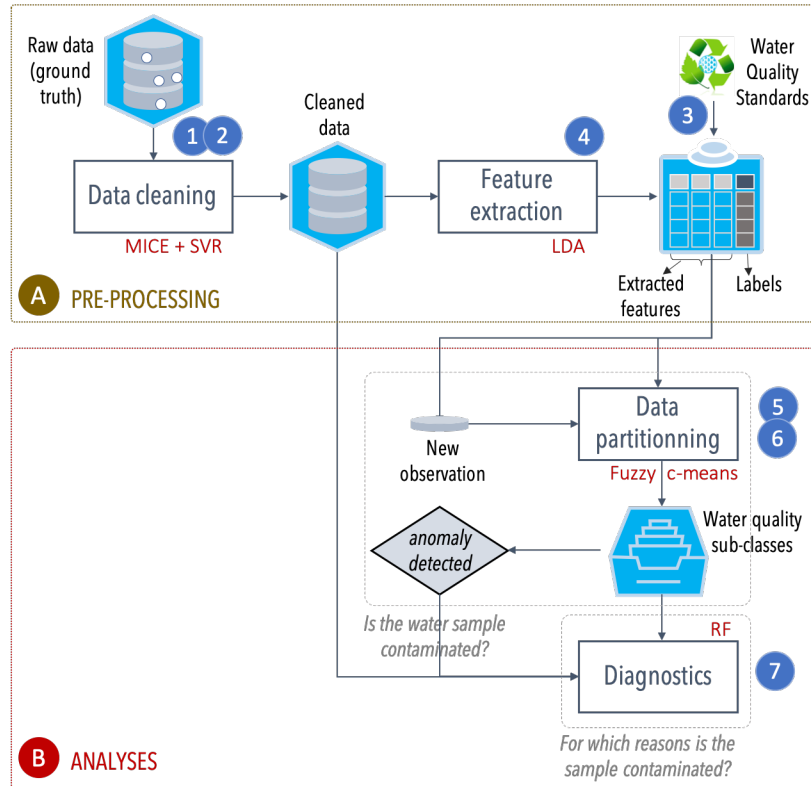 Raw data
(ground
truth)
1 2
Data cleaning
MICE + SVR
Cleaned
data
4
Feature
extraction
LDA
Water
Quality
Standards
3
Extracted
features
Labels
A PRE-PROCESSING
Data
partitionning
5
6
Fuzzy c-means
New
observation
Water quality
sub-classes
anomaly
detected
Is the water sample
contaminated?
RF
Diagnostics
7
For which reasons is the
sample contaminated?
B ANALYSES